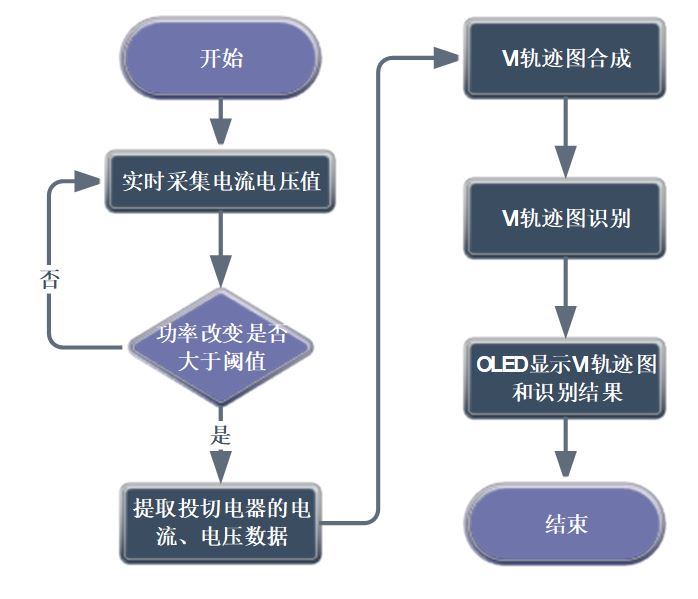 开始
实时采集电流电压值
否
功率改变是否
大于阈值
是
提取投切电器的电
流、电压数据
VI轨迹图合成
VI轨迹图识别
OLED显示VI轨迹图
和识别结果
结束